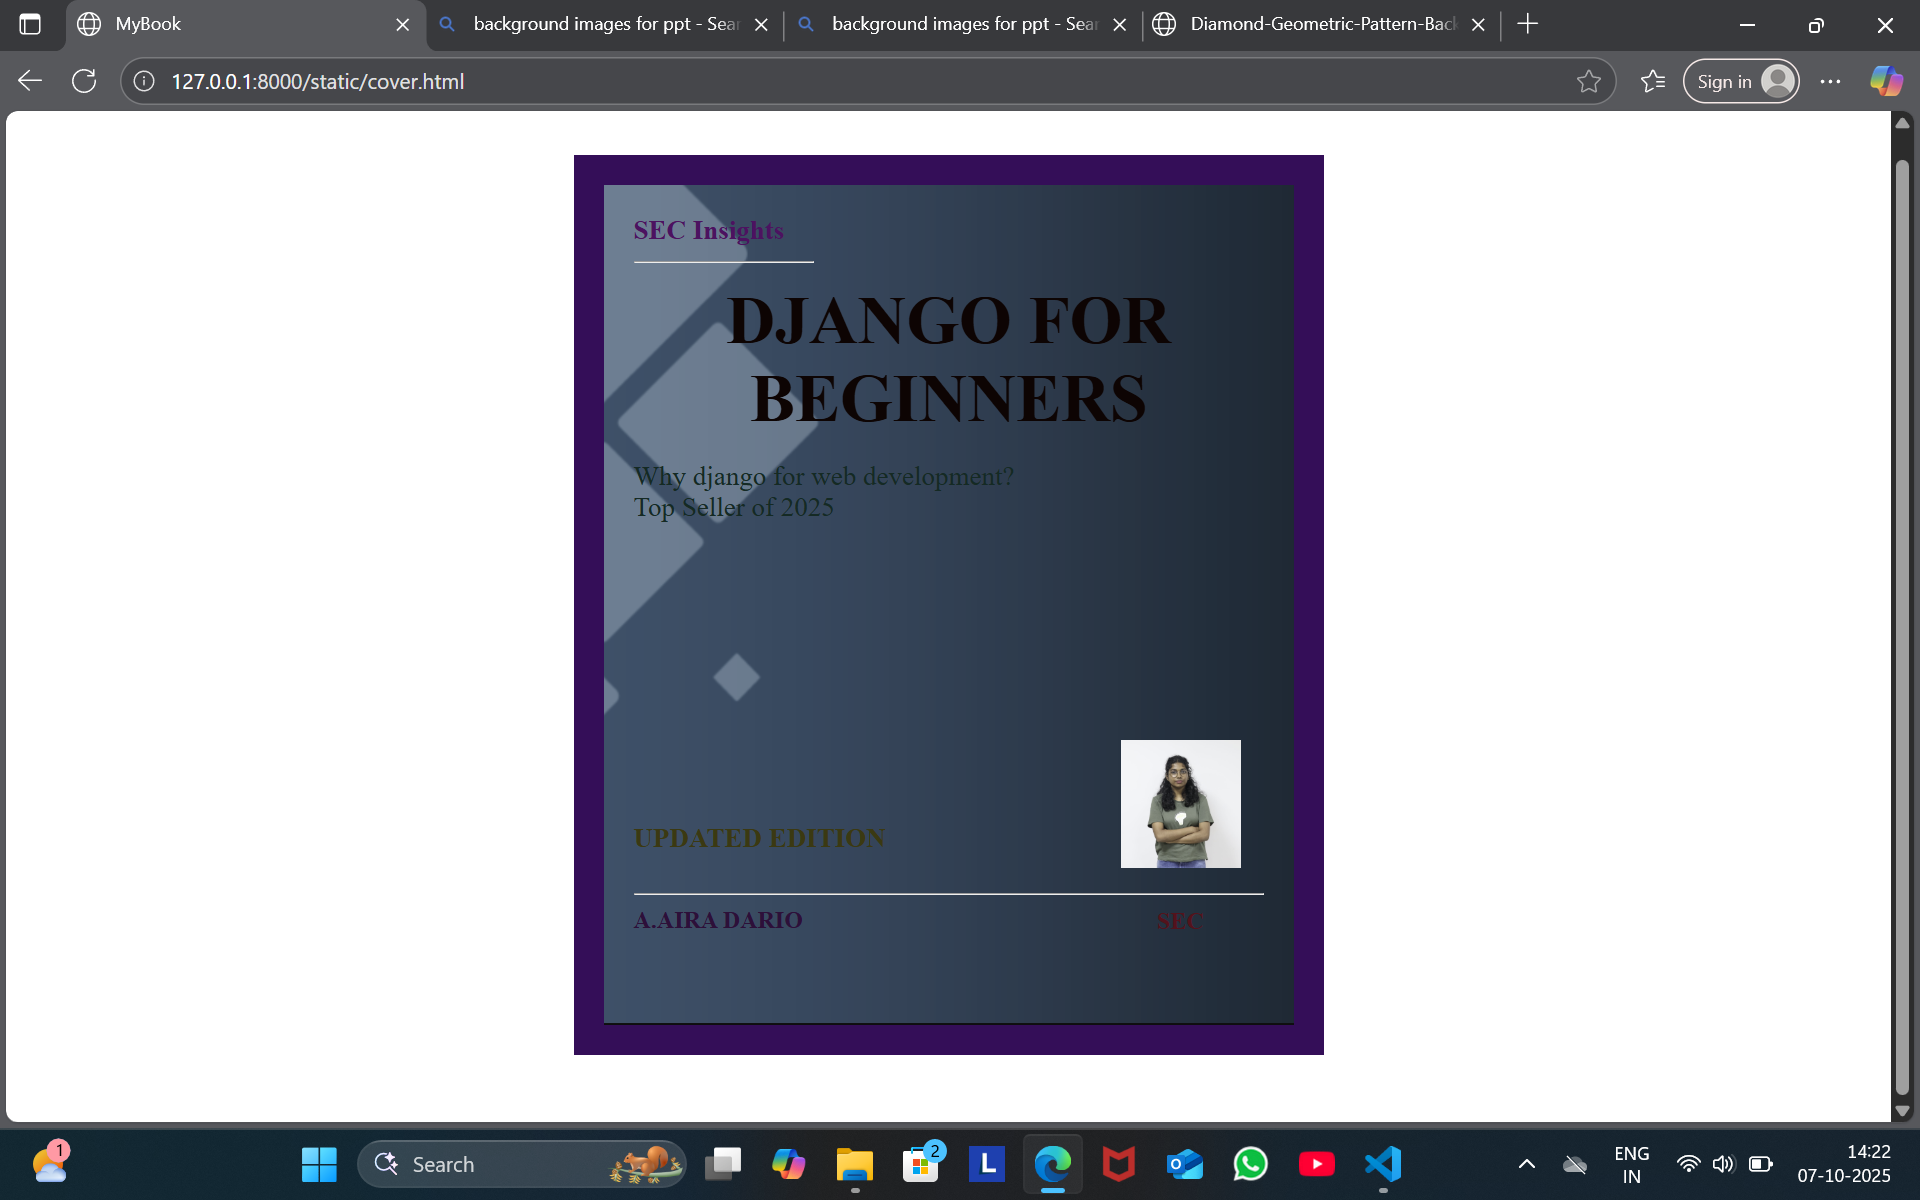 MyBook
background images for ppt - Sear
background images for ppt - Sear
Diamond-Geometric-Pattern-Back
127.0.0.1:8000/static/cover.html
Sign in
SEC Insights
DJANGO FOR
BEGINNERS
Why django for web development?
Top Seller of 2025
UPDATED EDITION
A.AIRA DARIO
SEC
1
Search
2
L
ENG
IN
14:22
07-10-2025